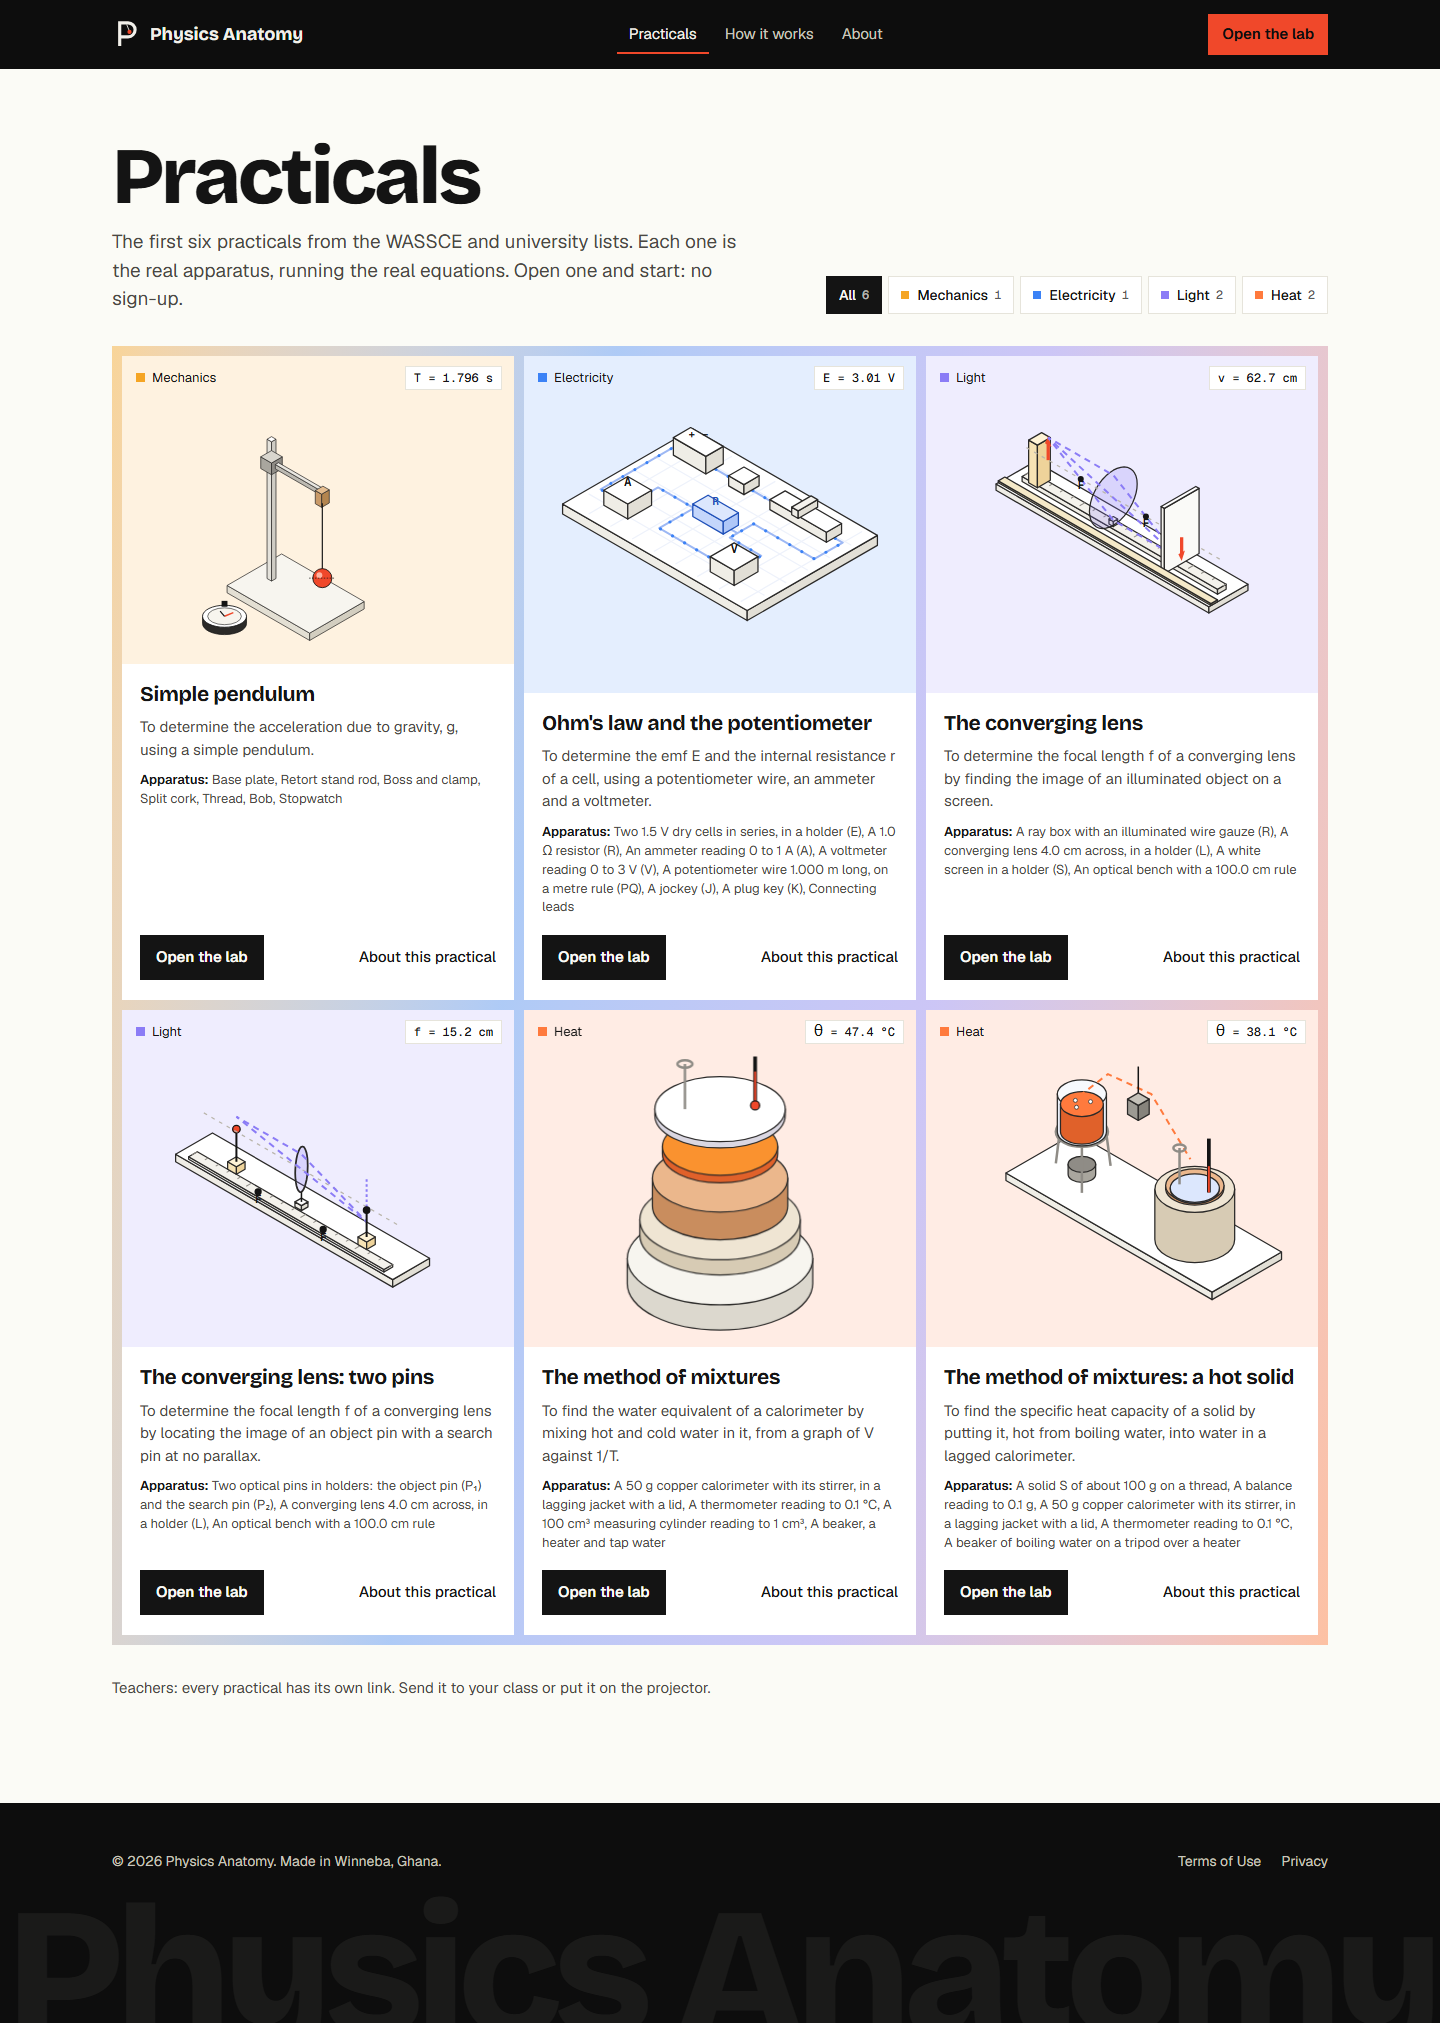 Physics Anatomy
Practicals
How it works
About
Open the lab
Practicals
The first six practicals from the WASSCE and university lists. Each one is
the real apparatus, running the real equations. Open one and start: no
sign-up.
All 6
Mechanics 1
Electricity 1
Light 2
Heat 2
Mechanics
T = 1.796 s
Simple pendulum
To determine the acceleration due to gravity, g,
using a simple pendulum.
Apparatus: Base plate, Retort stand rod, Boss and clamp,
Split cork, Thread, Bob, Stopwatch
Open the lab
About this practical
Electricity
E = 3.01 V
+ −
A
R
V
Ohm's law and the potentiometer
To determine the emf E and the internal resistance r
of a cell, using a potentiometer wire, an ammeter
and a voltmeter.
Apparatus: Two 1.5 V dry cells in series, in a holder (E), A 1.0
Ω resistor (R), An ammeter reading 0 to 1 A (A), A voltmeter
reading 0 to 3 V (V), A potentiometer wire 1.000 m long, on
a metre rule (PQ), A jockey (J), A plug key (K), Connecting
leads
Open the lab
About this practical
Light
v = 62.7 cm
F
F
The converging lens
To determine the focal length f of a converging lens
by finding the image of an illuminated object on a
screen.
Apparatus: A ray box with an illuminated wire gauze (R), A
converging lens 4.0 cm across, in a holder (L), A white
screen in a holder (S), An optical bench with a 100.0 cm rule
Open the lab
About this practical
Light
f = 15.2 cm
The converging lens: two pins
To determine the focal length f of a converging lens
by locating the image of an object pin with a search
pin at no parallax.
Apparatus: Two optical pins in holders: the object pin (P₁)
and the search pin (P₂), A converging lens 4.0 cm across, in
a holder (L), An optical bench with a 100.0 cm rule
Open the lab
About this practical
Heat
θ = 47.4 °C
The method of mixtures
To find the water equivalent of a calorimeter by
mixing hot and cold water in it, from a graph of V
against 1/T.
Apparatus: A 50 g copper calorimeter with its stirrer, in a
lagging jacket with a lid, A thermometer reading to 0.1 °C, A
100 cm³ measuring cylinder reading to 1 cm³, A beaker, a
heater and tap water
Open the lab
About this practical
Heat
θ = 38.1 °C
The method of mixtures: a hot solid
To find the specific heat capacity of a solid by
putting it, hot from boiling water, into water in a
lagged calorimeter.
Apparatus: A solid S of about 100 g on a thread, A balance
reading to 0.1 g, A 50 g copper calorimeter with its stirrer, in
a lagging jacket with a lid, A thermometer reading to 0.1 °C,
A beaker of boiling water on a tripod over a heater
Open the lab
About this practical
Teachers: every practical has its own link. Send it to your class or put it on the projector.
© 2026 Physics Anatomy. Made in Winneba, Ghana.
Terms of Use
Privacy
Physics Anatomy